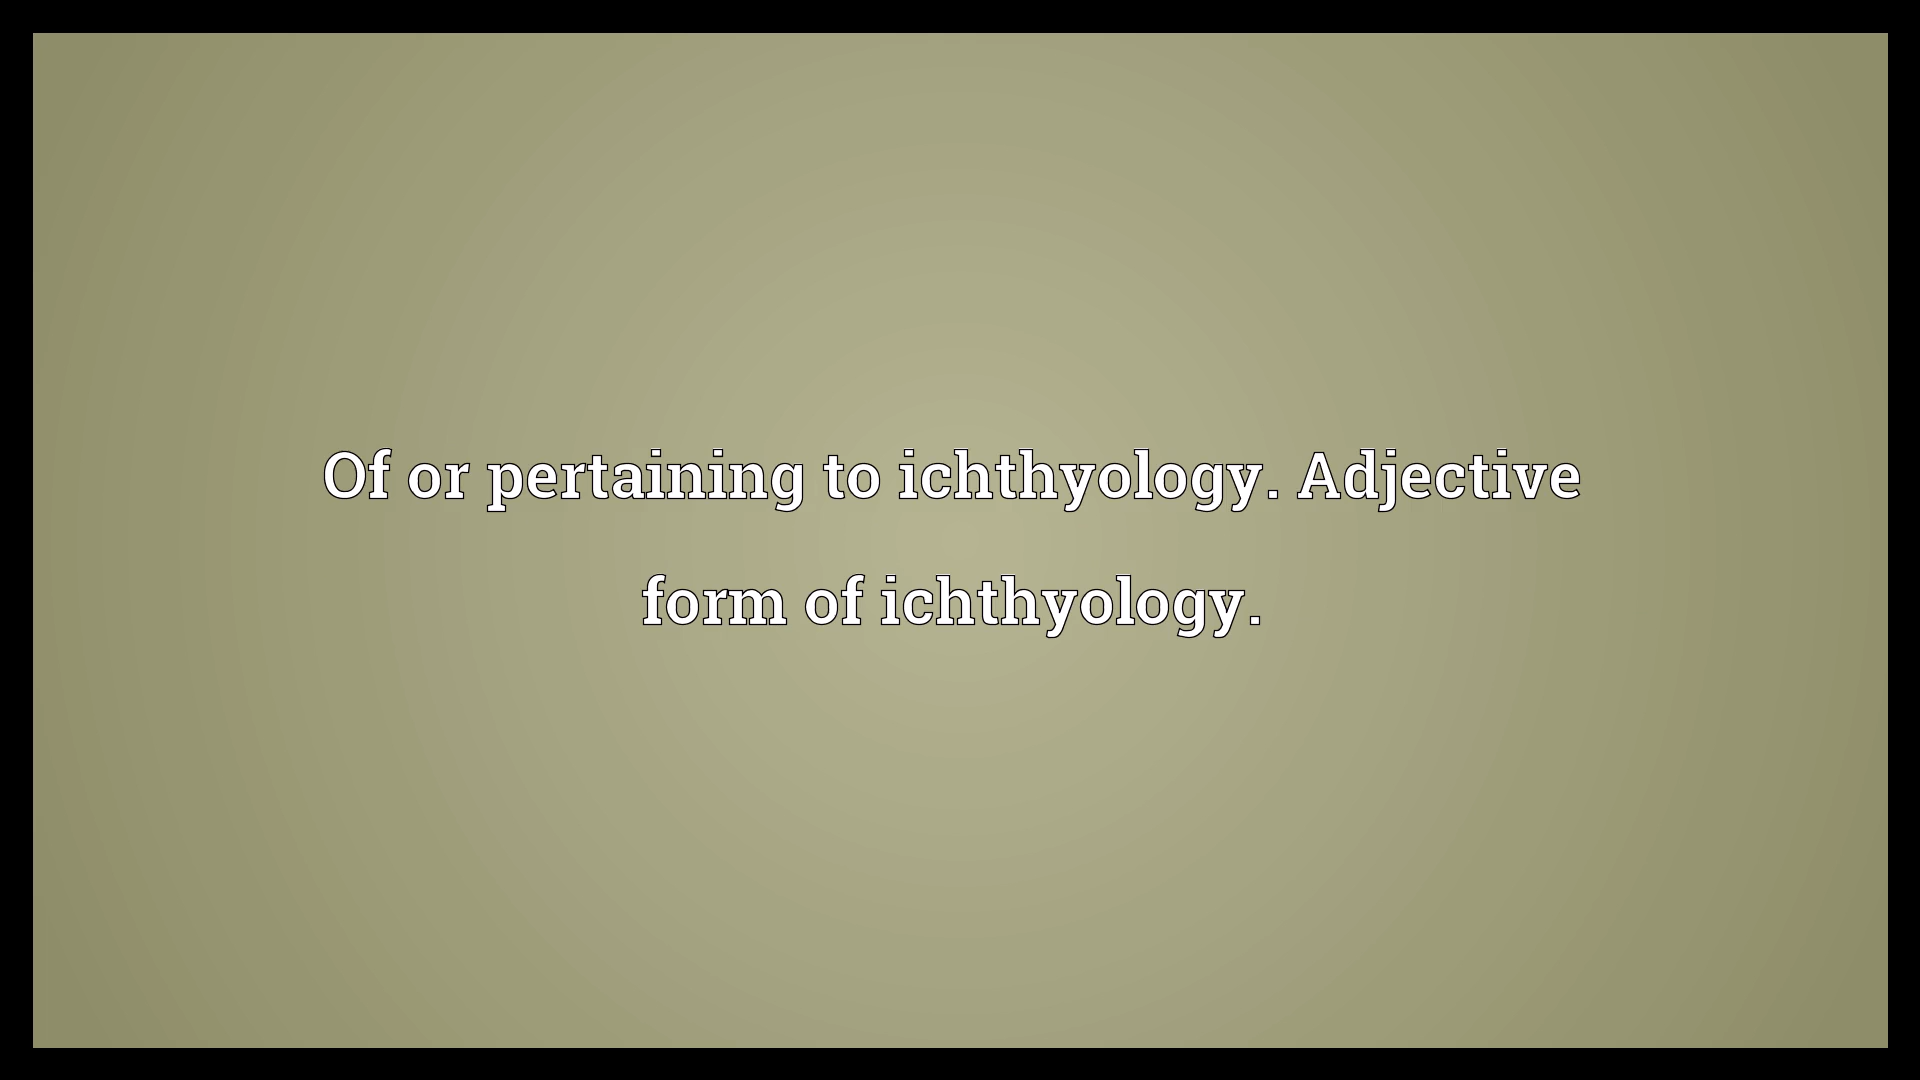 Of or pertaining to ichthyology. Adjective
form of ichthyology.